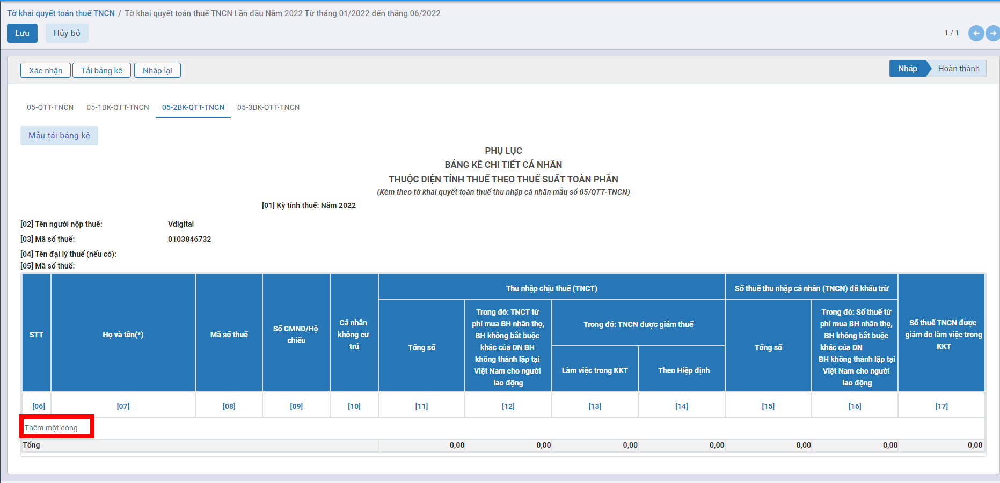 Tờ khai quyết toán thuế TNCN / Tờ khai quyết toán thuế TNCN Lần đầu Năm 2022 Từ tháng 01/2022 đến tháng 06/2022
Lưu Hủy bỏ 1 / 1
Xác nhận Tải bảng kê Nhập lại Nháp Hoàn thành
05-QTT-TNCN 05-1BK-QTT-TNCN 05-2BK-QTT-TNCN 05-3BK-QTT-TNCN
Mẫu tải bảng kê
PHỤ LỤC
BẢNG KÊ CHI TIẾT CÁ NHÂN
THUỘC DIỆN TÍNH THUẾ THEO THUẾ SUẤT TOÀN PHẦN
(Kèm theo tờ khai quyết toán thuế thu nhập cá nhân mẫu số 05/QTT-TNCN)
[01] Kỳ tính thuế: Năm 2022
[02] Tên người nộp thuế: Vdigital
[03] Mã số thuế: 0103846732
[04] Tên đại lý thuế (nếu có):
[05] Mã số thuế:
STT
Họ và tên(*)
Mã số thuế
Số CMND/Hộ
chiếu
Cá nhân
không cư
trú
Thu nhập chịu thuế (TNCT)
Tổng số
Trong đó: TNCT từ
phí mua BH nhân thọ,
BH không bắt buộc
khác của DN BH
không thành lập tại
Việt Nam cho người
lao động
Trong đó: TNCN được giảm thuế
Làm việc trong KKT
Theo Hiệp định
Số thuế thu nhập cá nhân (TNCN) đã khấu trừ
Tổng số
Trong đó: Số thuế từ
phí mua BH nhân thọ,
BH không bắt buộc
khác của DN
BH không thành lập tại
Việt Nam cho người
lao động
Số thuế TNCN được
giảm do làm việc trong
KKT
[06] [07] [08] [09] [10] [11] [12] [13] [14] [15] [16] [17]
Thêm một dòng
Tổng 0,00 0,00 0,00 0,00 0,00 0,00 0,00